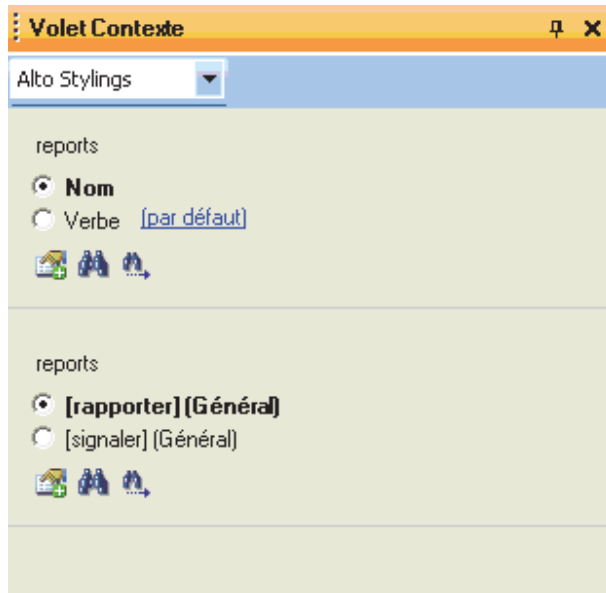 Volet Contexte
Alto Stylings
reports
Nom
Verbe (par défaut)
reports
[rapporter] (Général)
[signaler] (Général)